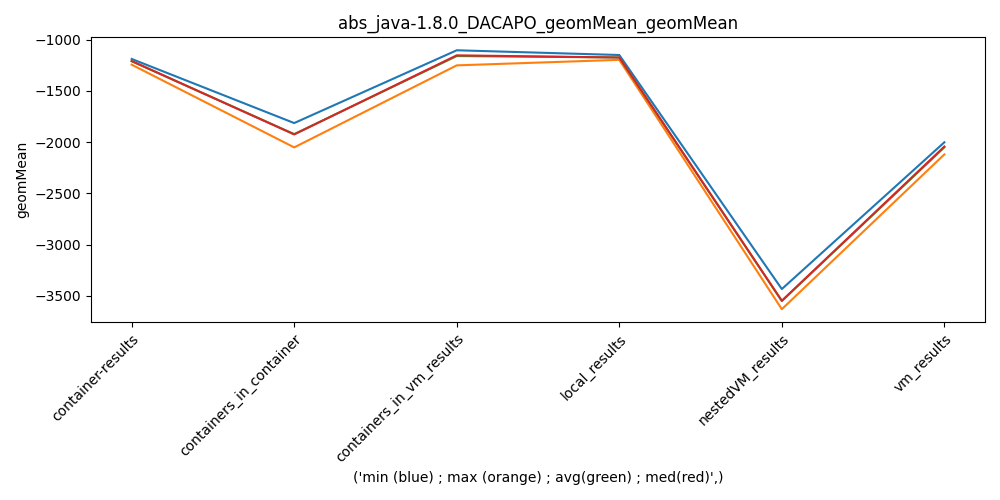 abs_java-1.8.0_DACAPO_geomMean_geomMean
geomMean
−1000
−1500
−2000
−2500
−3000
−3500
container-results
containers_in_container
containers_in_vm_results
local_results
nestedVM_results
vm_results
('min (blue) ; max (orange) ; avg(green) ; med(red)',)